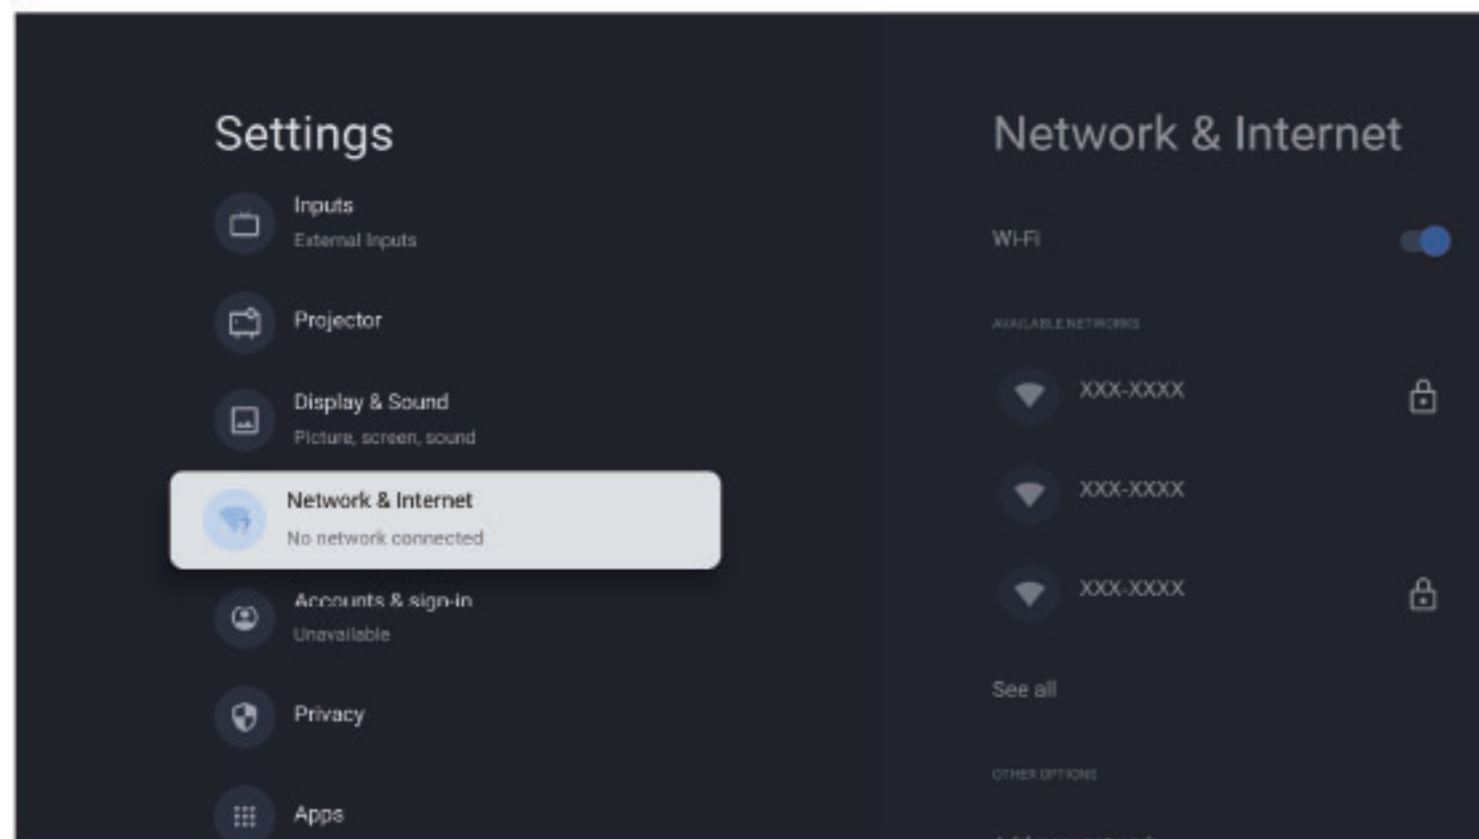 Settings
Inputs
External Inputs
Projector
Display & Sound
Picture, screen, sound
Network & Internet
No network connected
Accounts & sign-in
Unavailable
Privacy
Apps
Network & Internet
Wi-Fi
AVAILABLE NETWORKS
XXX-XXXX
XXX-XXXX
XXX-XXXX
See all
OTHER OPTIONS